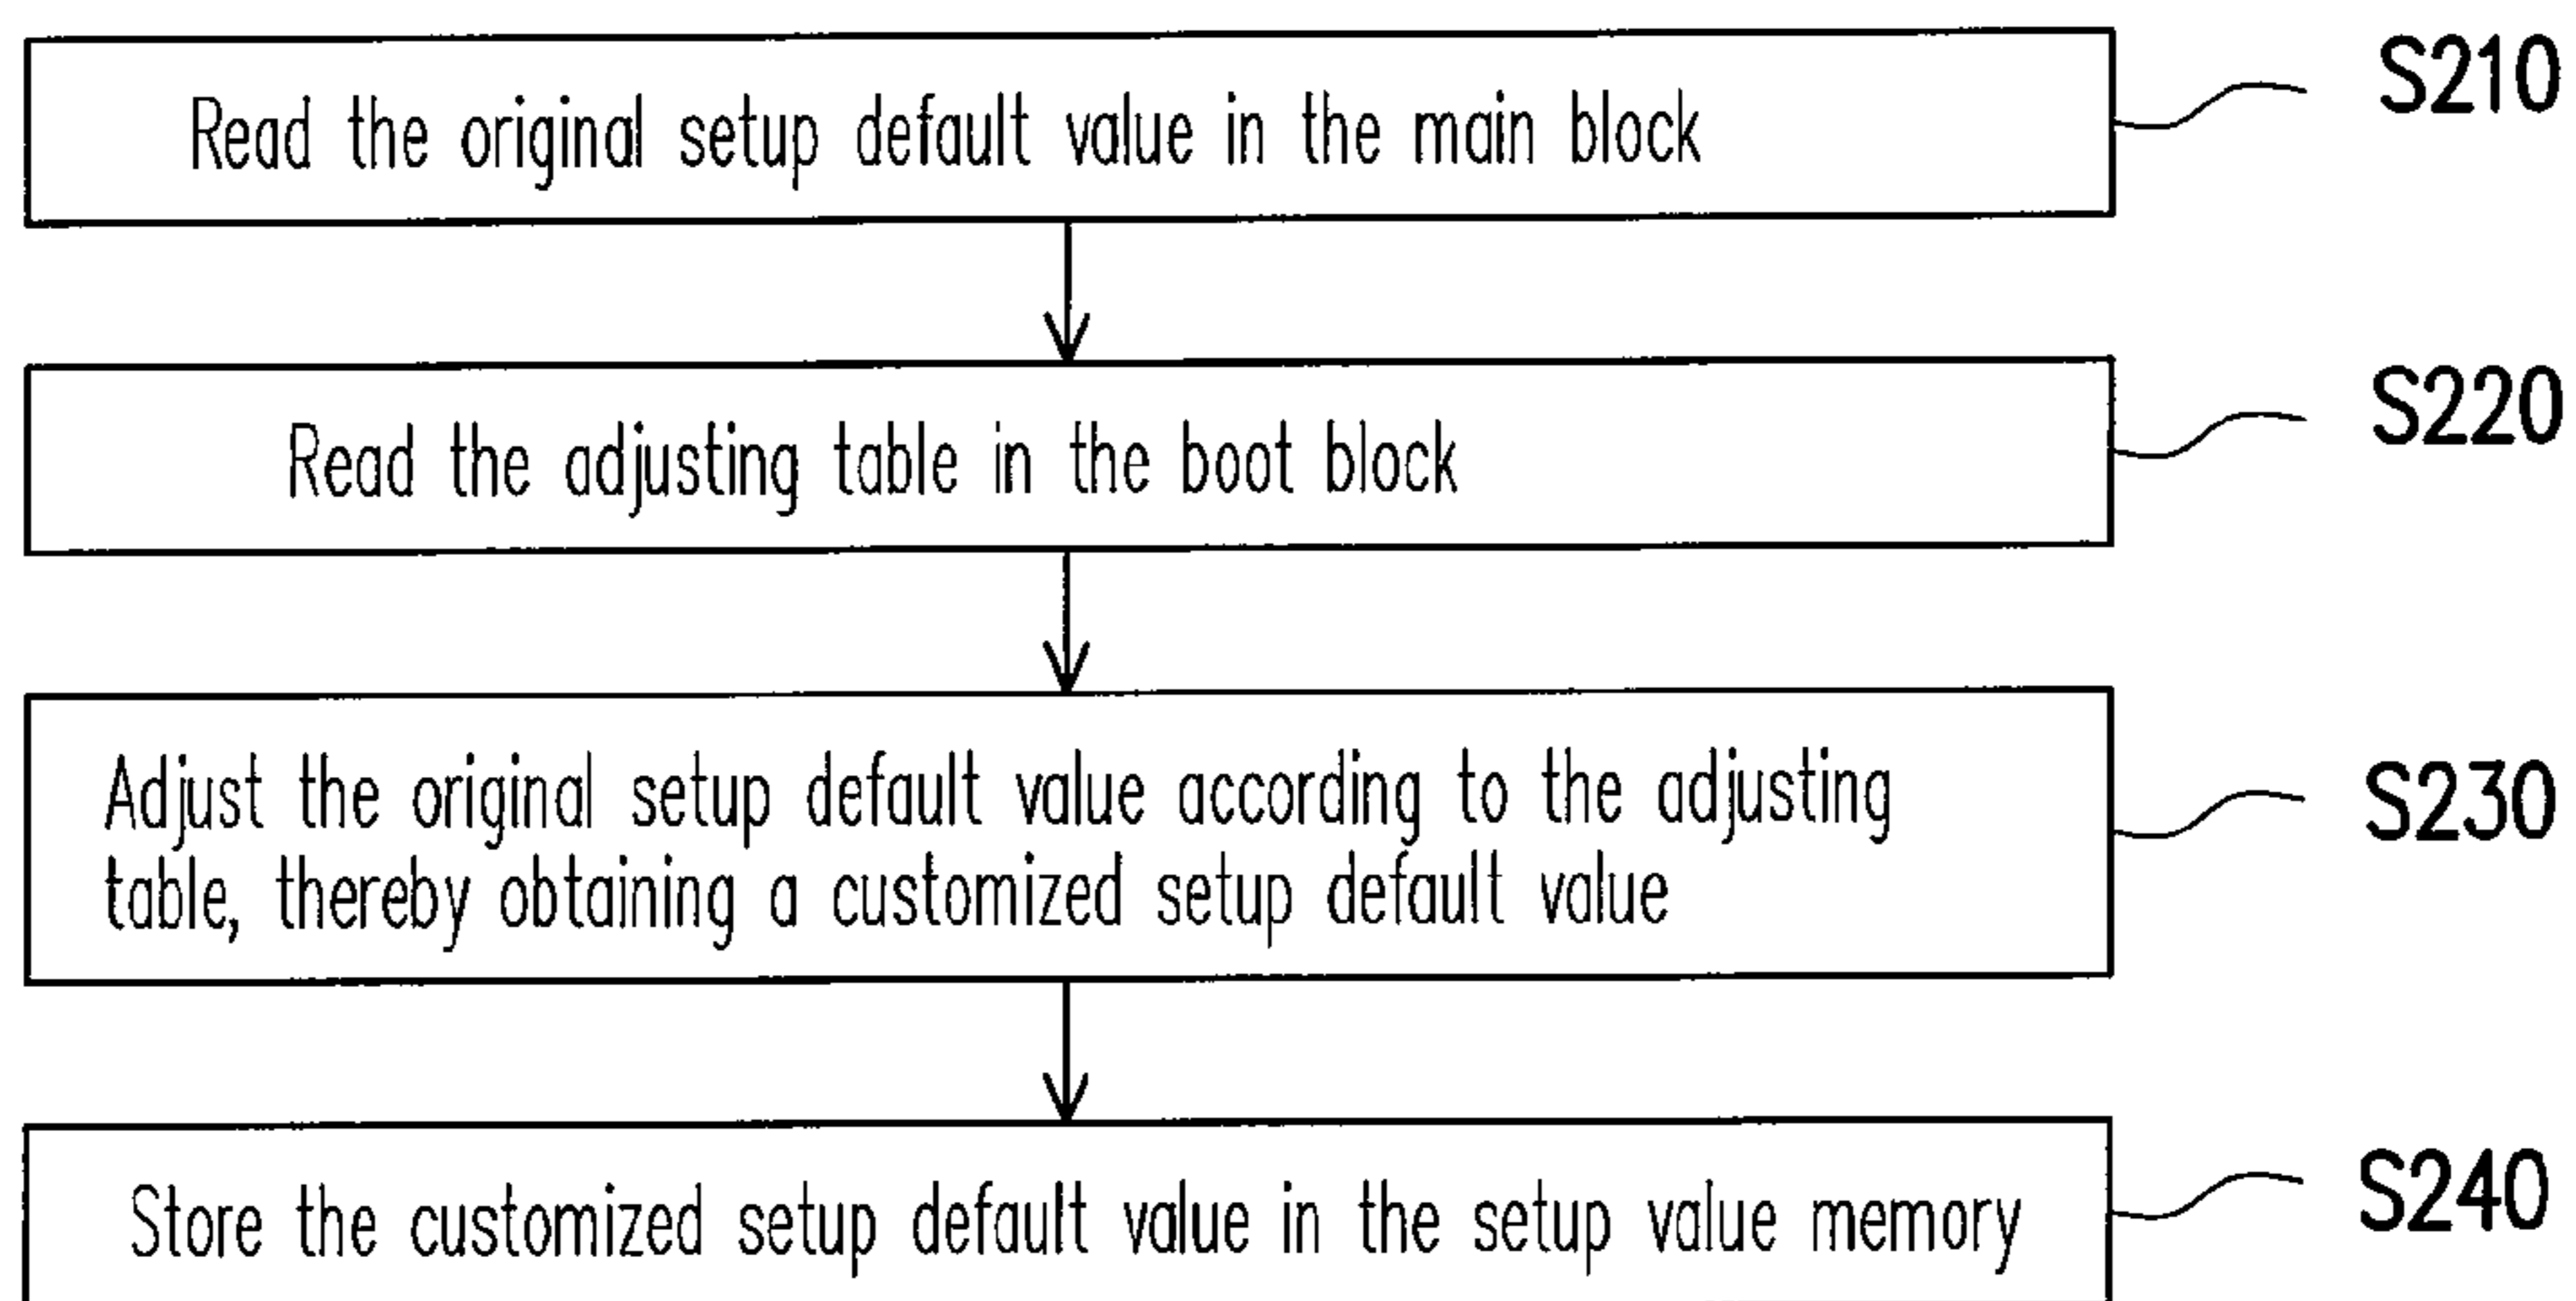 Read the original setup default value in the main block
S210
Read the adjusting table in the boot block
S220
Adjust the original setup default value according to the adjusting
table, thereby obtaining a customized setup default value
S230
Store the customized setup default value in the setup value memory
S240